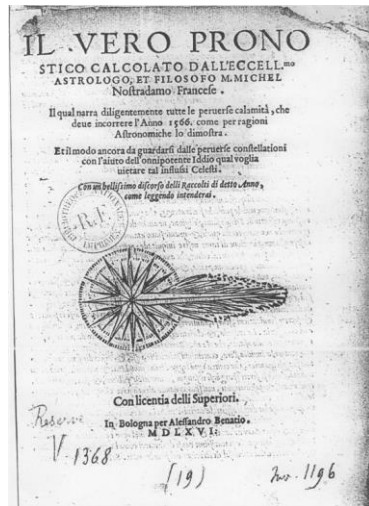 IL VERO PRONO
STICO CALCOLATO DALL'ECCELL.mo
ASTROLOGO, ET FILOSOFO M. MICHEL
Nostradamo Francese.
Il qual narra diligentemente tutte le peruerse calamità, che
deue incorrere l'Anno 1566. come per ragioni
Astronomiche lo dimostra.
Et il modo ancora da guardarsi dalle peruerse constellationi
con l'aiuto dell'onnipotente Iddio qual voglia
uietare tal influssi Celesti.
Con un bellissimo discorso delli Raccolti di detto Anno,
come leggendo intenderai.
R.F.
Con licentia delli Superiori.
In Bologna per Alessandro Benatio.
M D LXVI.
Reserve
V. 1368
(19)
Inv. 1196